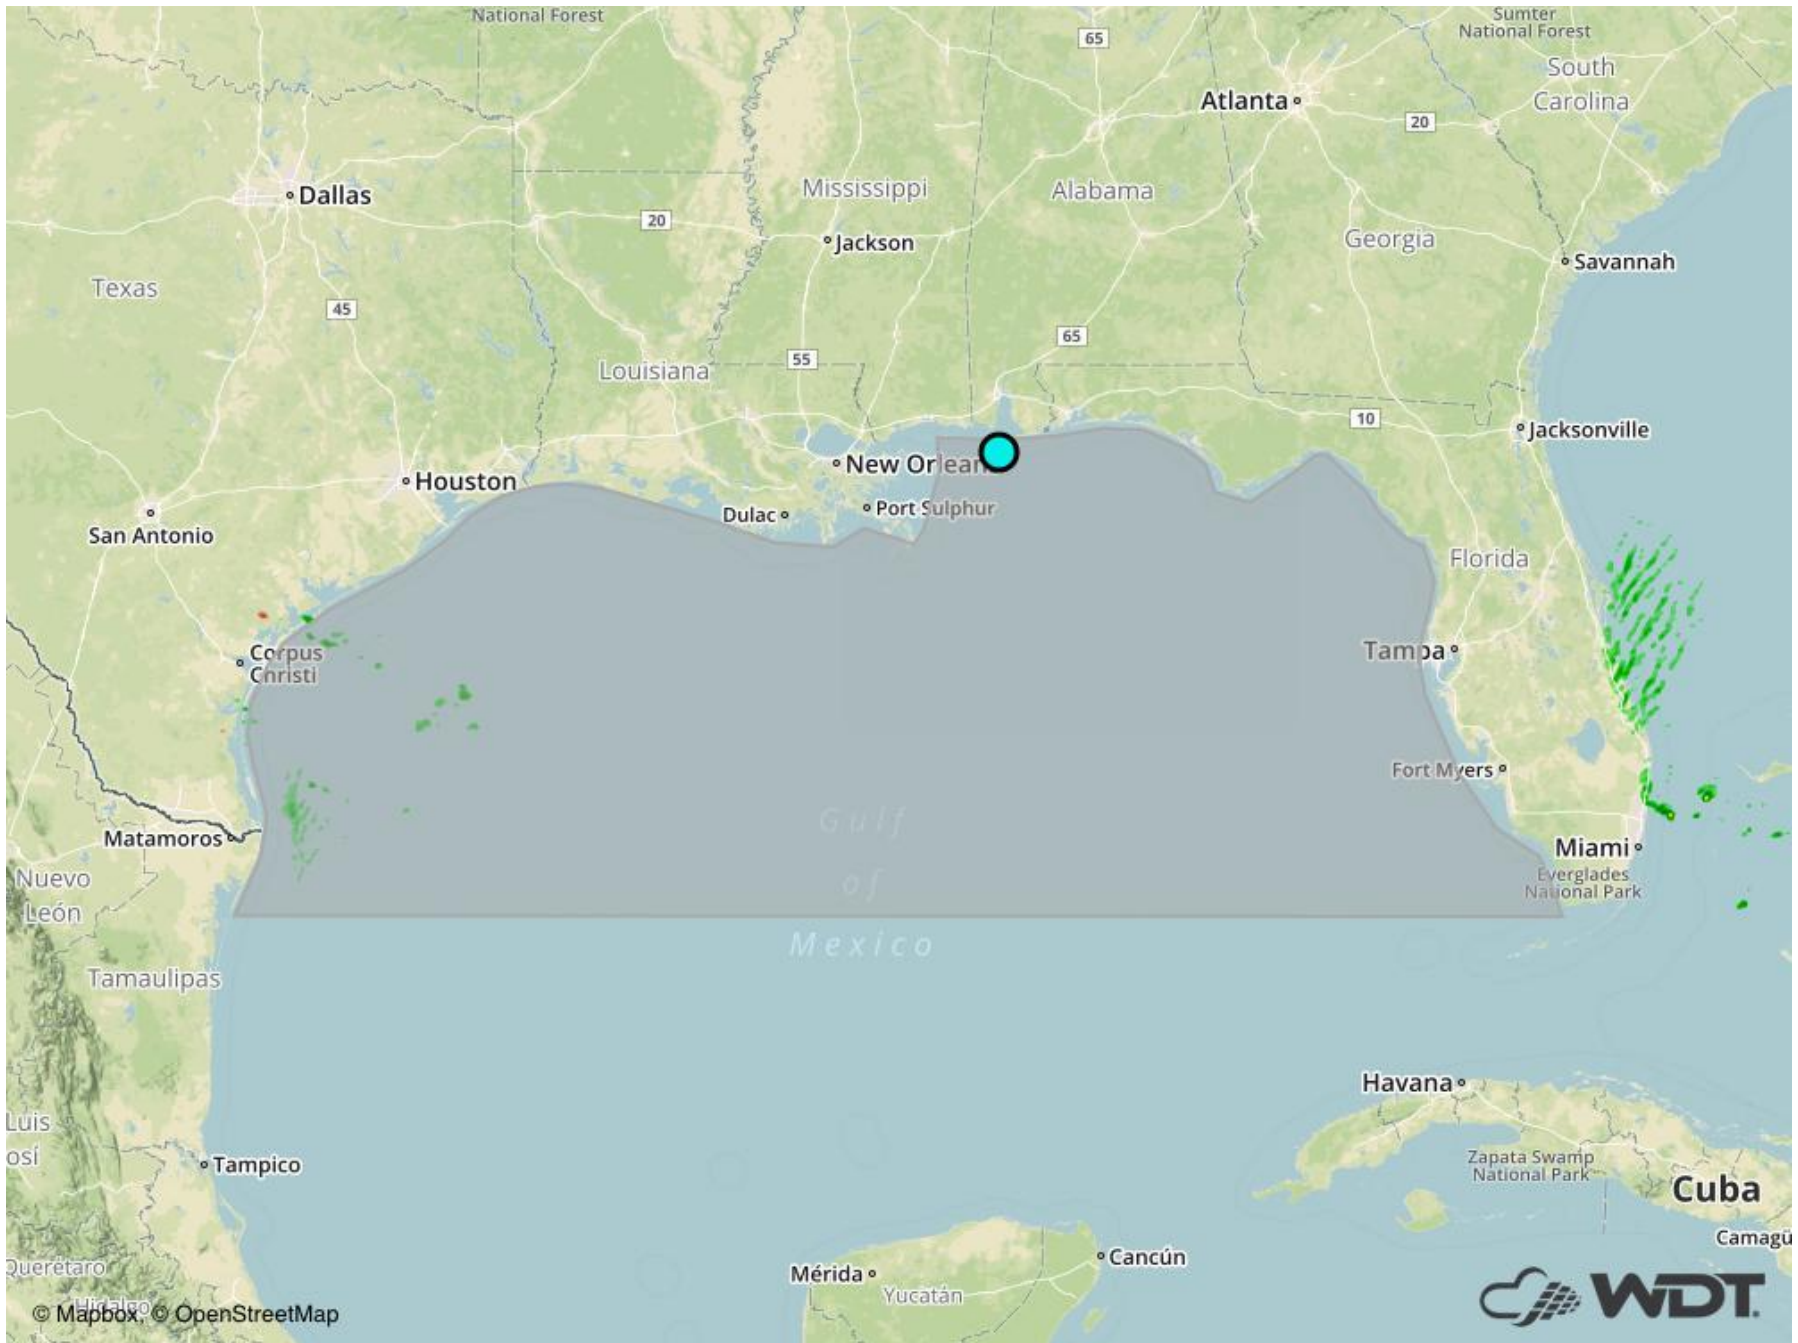 National Forest
Sumter
National Forest
65
South
Carolina
Atlanta
20
Dallas
Mississippi
Alabama
20
Jackson
Georgia
Savannah
Texas
45
65
Louisiana
55
10
Jacksonville
New Orlean
Houston
Dulac
Port Sulphur
San Antonio
Florida
Corpus
Christi
Tampa
Fort Myers
Gulf
of
Mexico
Matamoros
Miami
Everglades
National Park
Nuevo
León
Tamaulipas
Havana
Luis
osí
Tampico
Zapata Swamp
National Park
Cuba
Camagü
Cancún
Mérida
Yucatán
Querétaro
Hidalgo
© Mapbox, © OpenStreetMap
WDT